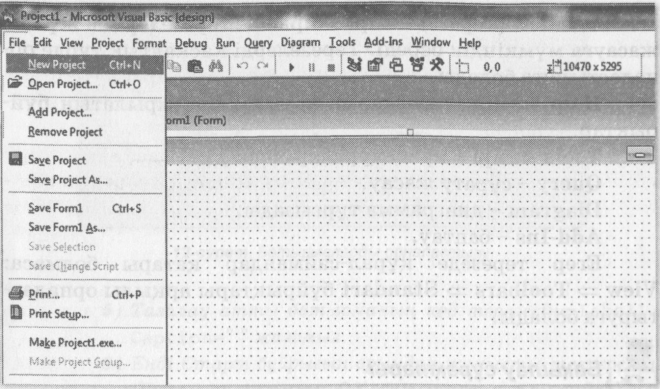 Project1 - Microsoft Visual Basic [design]
File Edit View Project Format Debug Run Query Diagram Tools Add-Ins Window Help
New Project Ctrl+N
0, 0 10470 x 5295
Open Project... Ctrl+O
Add Project...
orm1 (Form)
Remove Project
Save Project
Save Project As...
Save Form1 Ctrl+S
Save Form1 As...
Save Selection
Save Change Script
Print... Ctrl+P
Print Setup...
Make Project1.exe...
Make Project Group...